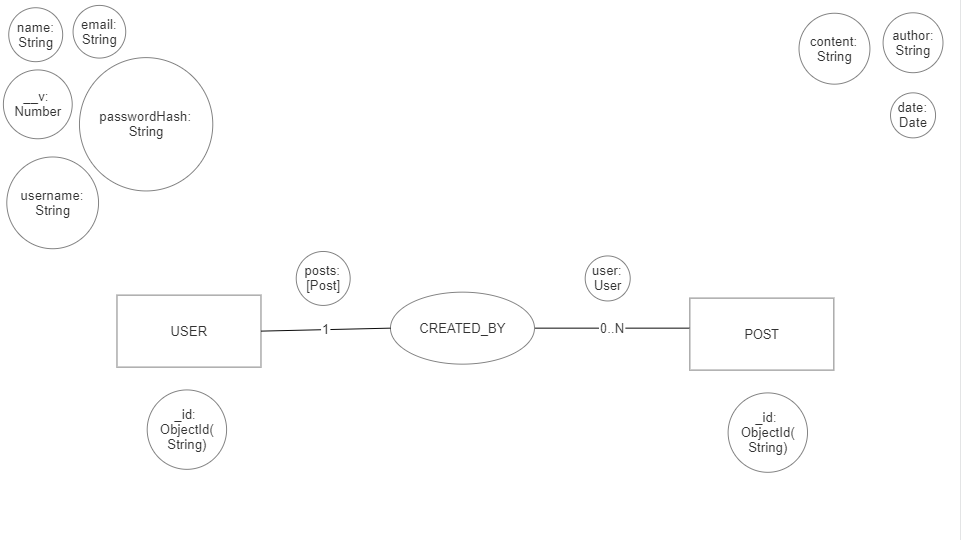 name:
String
email:
String
__v:
Number
passwordHash:
String
username:
String
content:
String
author:
String
date:
Date
posts:
[Post]
user:
User
USER
1
CREATED_BY
0..N
POST
_id:
ObjectId(
String)
_id:
ObjectId(
String)